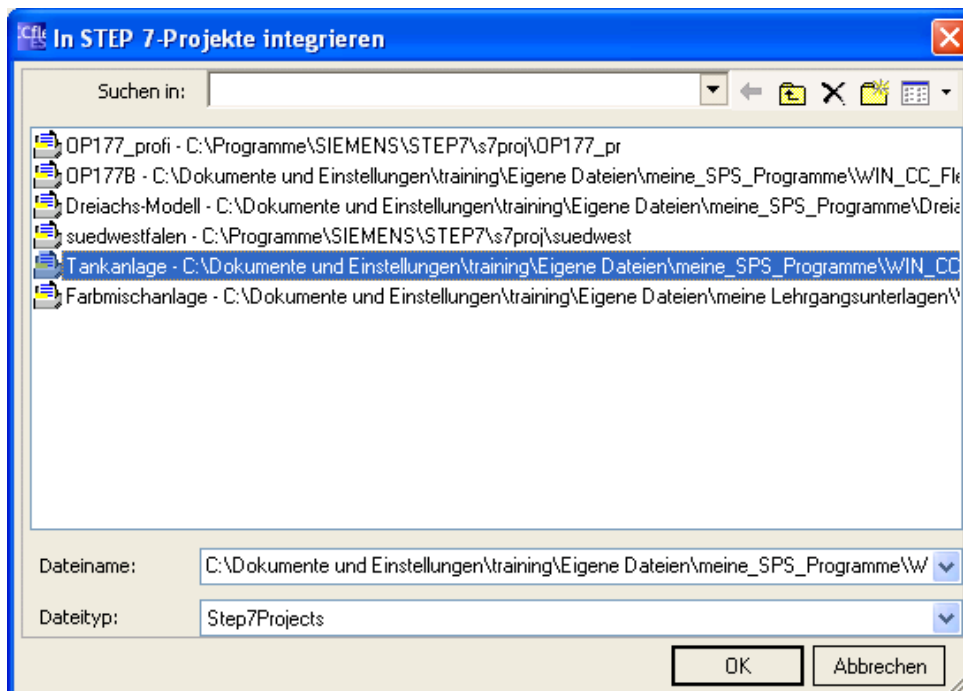 In STEP 7-Projekte integrieren
Suchen in:
OP177_profi - C:\Programme\SIEMENS\STEP7\s7proj\OP177_pr
OP177B - C:\Dokumente und Einstellungen\training\Eigene Dateien\meine_SPS_Programme\WIN_CC_Fle
Dreiachs-Modell - C:\Dokumente und Einstellungen\training\Eigene Dateien\meine_SPS_Programme\Dreia
suedwestfalen - C:\Programme\SIEMENS\STEP7\s7proj\suedwest
Tankanlage - C:\Dokumente und Einstellungen\training\Eigene Dateien\meine_SPS_Programme\WIN_CC
Farbmischanlage - C:\Dokumente und Einstellungen\training\Eigene Dateien\meine Lehrgangsunterlagen\
Dateiname: C:\Dokumente und Einstellungen\training\Eigene Dateien\meine_SPS_Programme\W
Dateityp: Step7Projects
OK Abbrechen